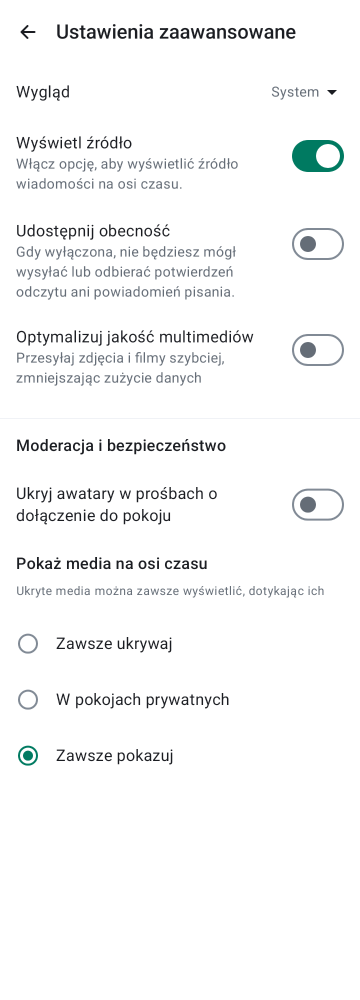 Ustawienia zaawansowane
Wygląd
System
Wyświetl źródło
Włącz opcję, aby wyświetlić źródło
wiadomości na osi czasu.
Udostępnij obecność
Gdy wyłączona, nie będziesz mógł
wysyłać lub odbierać potwierdzeń
odczytu ani powiadomień pisania.
Optymalizuj jakość multimediów
Przesyłaj zdjęcia i filmy szybciej,
zmniejszając zużycie danych
Moderacja i bezpieczeństwo
Ukryj awatary w prośbach o
dołączenie do pokoju
Pokaż media na osi czasu
Ukryte media można zawsze wyświetlić, dotykając ich
Zawsze ukrywaj
W pokojach prywatnych
Zawsze pokazuj